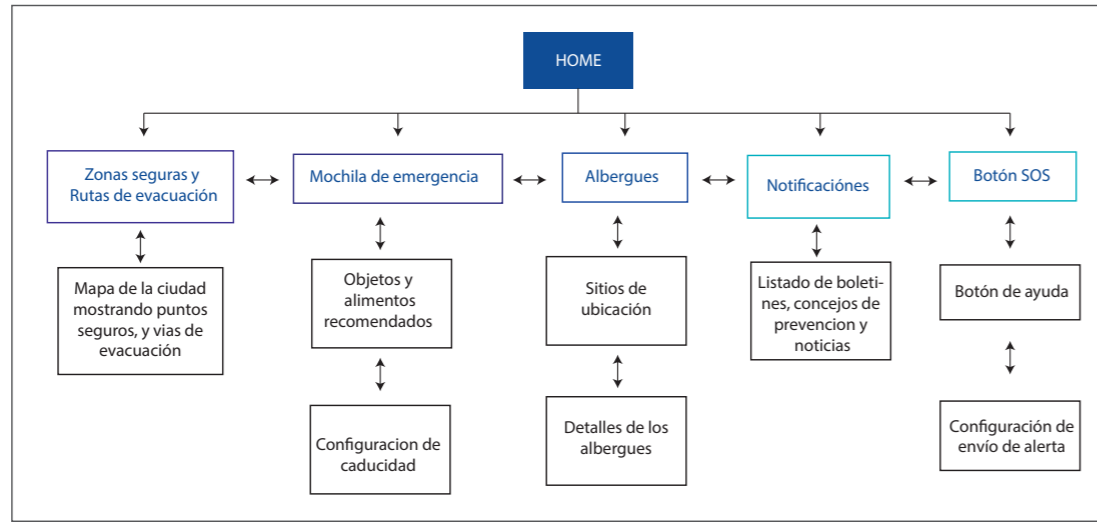 HOME
Zonas seguras y
Rutas de evacuación
Mochila de emergencia
Albergues
Notificaciónes
Botón SOS
Mapa de la ciudad
mostrando puntos
seguros, y vias de
evacuación
Objetos y
alimentos
recomendados
Sitios de
ubicación
Listado de boleti-
nes, concejos de
prevencion y
noticias
Botón de ayuda
Configuracion de
caducidad
Detalles de los
albergues
Configuración de
envío de alerta